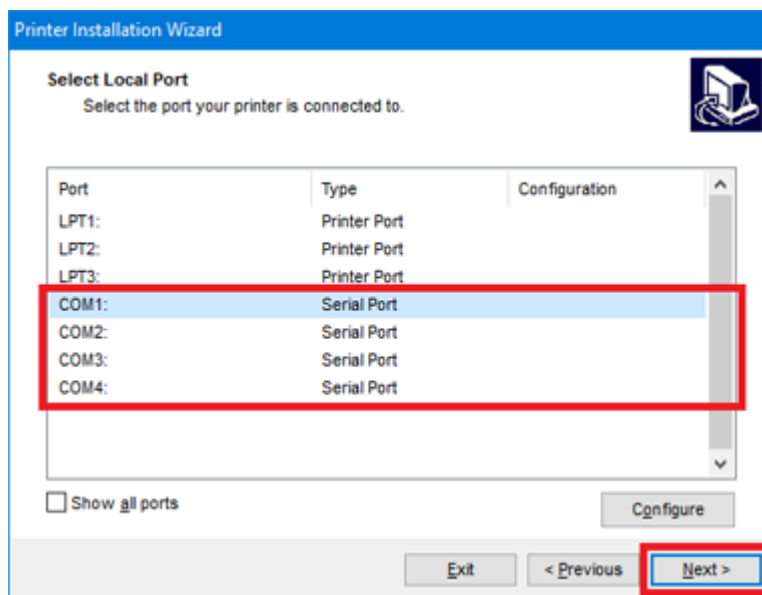 Printer Installation Wizard
Select Local Port
Select the port your printer is connected to.
Port Type Configuration
LPT1: Printer Port
LPT2: Printer Port
LPT3: Printer Port
COM1: Serial Port
COM2: Serial Port
COM3: Serial Port
COM4: Serial Port
Show all ports
Configure
Exit < Previous Next >